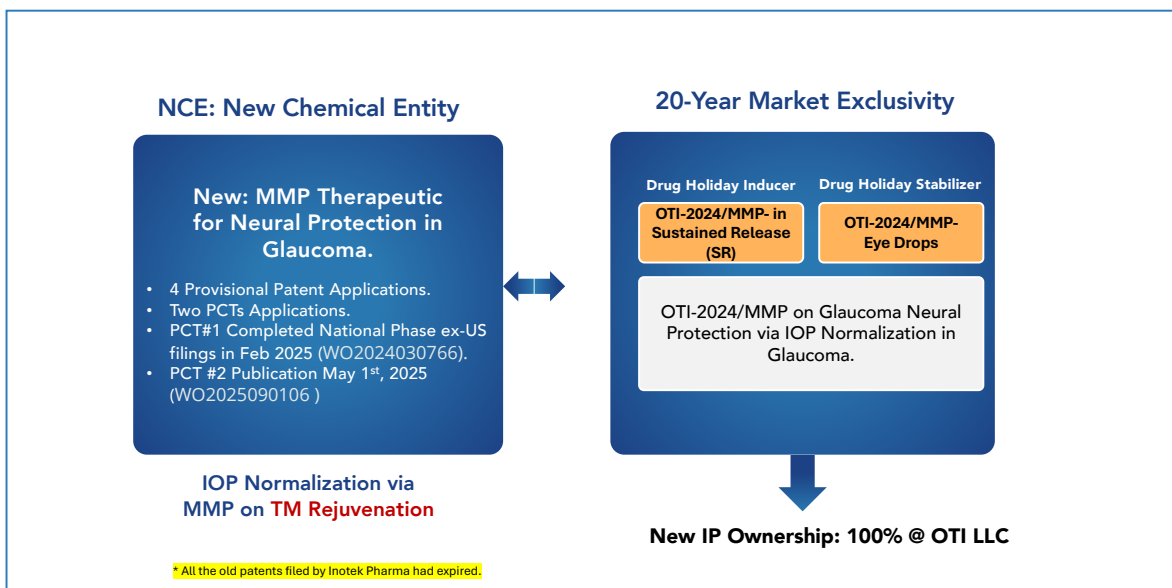 NCE: New Chemical Entity
New: MMP Therapeutic
for Neural Protection in
Glaucoma.
• 4 Provisional Patent Applications.
• Two PCTs Applications.
• PCT#1 Completed National Phase ex-US
filings in Feb 2025 (WO2024030766).
• PCT #2 Publication May 1st, 2025
(WO2025090106 )
IOP Normalization via
MMP on TM Rejuvenation
* All the old patents filed by Inotek Pharma had expired.
20-Year Market Exclusivity
Drug Holiday Inducer
OTI-2024/MMP- in
Sustained Release
(SR)
Drug Holiday Stabilizer
OTI-2024/MMP-
Eye Drops
OTI-2024/MMP on Glaucoma Neural
Protection via IOP Normalization in
Glaucoma.
New IP Ownership: 100% @ OTI LLC